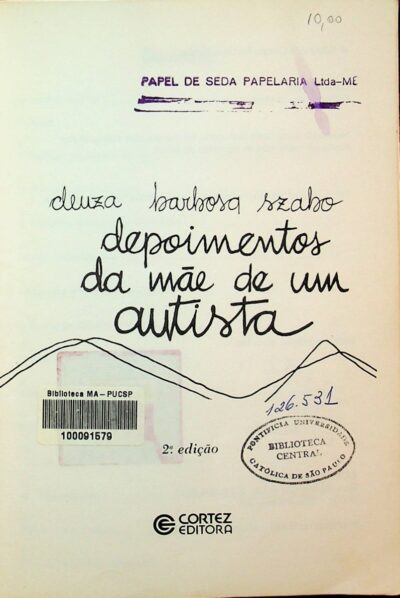 10,00
PAPEL DE SEDA PAPELARIA Ltda-ME
cleuza barbosa szabo
depoimentos
da mãe de um
autista
Biblioteca MA - PUCSP
100091579
126.531
PONTIFÍCIA UNIVERSIDADE
BIBLIOTECA
CENTRAL
CATÓLICA DE SÃO PAULO
2ª edição
CORTEZ
EDITORA